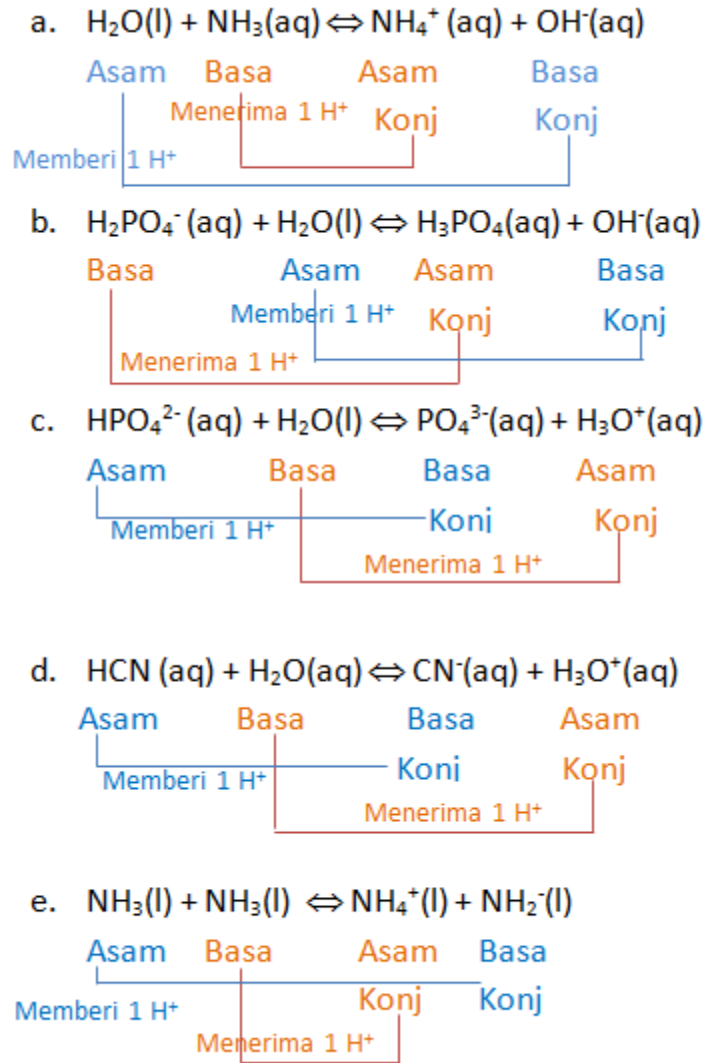 a. H₂O(l) + NH₃(aq) ⇔ NH₄⁺ (aq) + OH⁻(aq)
Asam Basa Asam Basa
Menerima 1 H⁺ Konj Konj
Memberi 1 H⁺
b. H₂PO₄⁻ (aq) + H₂O(l) ⇔ H₃PO₄(aq) + OH⁻(aq)
Basa Asam Asam Basa
Memberi 1 H⁺ Konj Konj
Menerima 1 H⁺
c. HPO₄²⁻ (aq) + H₂O(l) ⇔ PO₄³⁻(aq) + H₃O⁺(aq)
Asam Basa Basa Asam
Memberi 1 H⁺ Konj Konj
Menerima 1 H⁺
d. HCN (aq) + H₂O(aq) ⇔ CN⁻(aq) + H₃O⁺(aq)
Asam Basa Basa Asam
Memberi 1 H⁺ Konj Konj
Menerima 1 H⁺
e. NH₃(l) + NH₃(l) ⇔ NH₄⁺(l) + NH₂⁻(l)
Asam Basa Asam Basa
Memberi 1 H⁺ Konj Konj
Menerima 1 H⁺